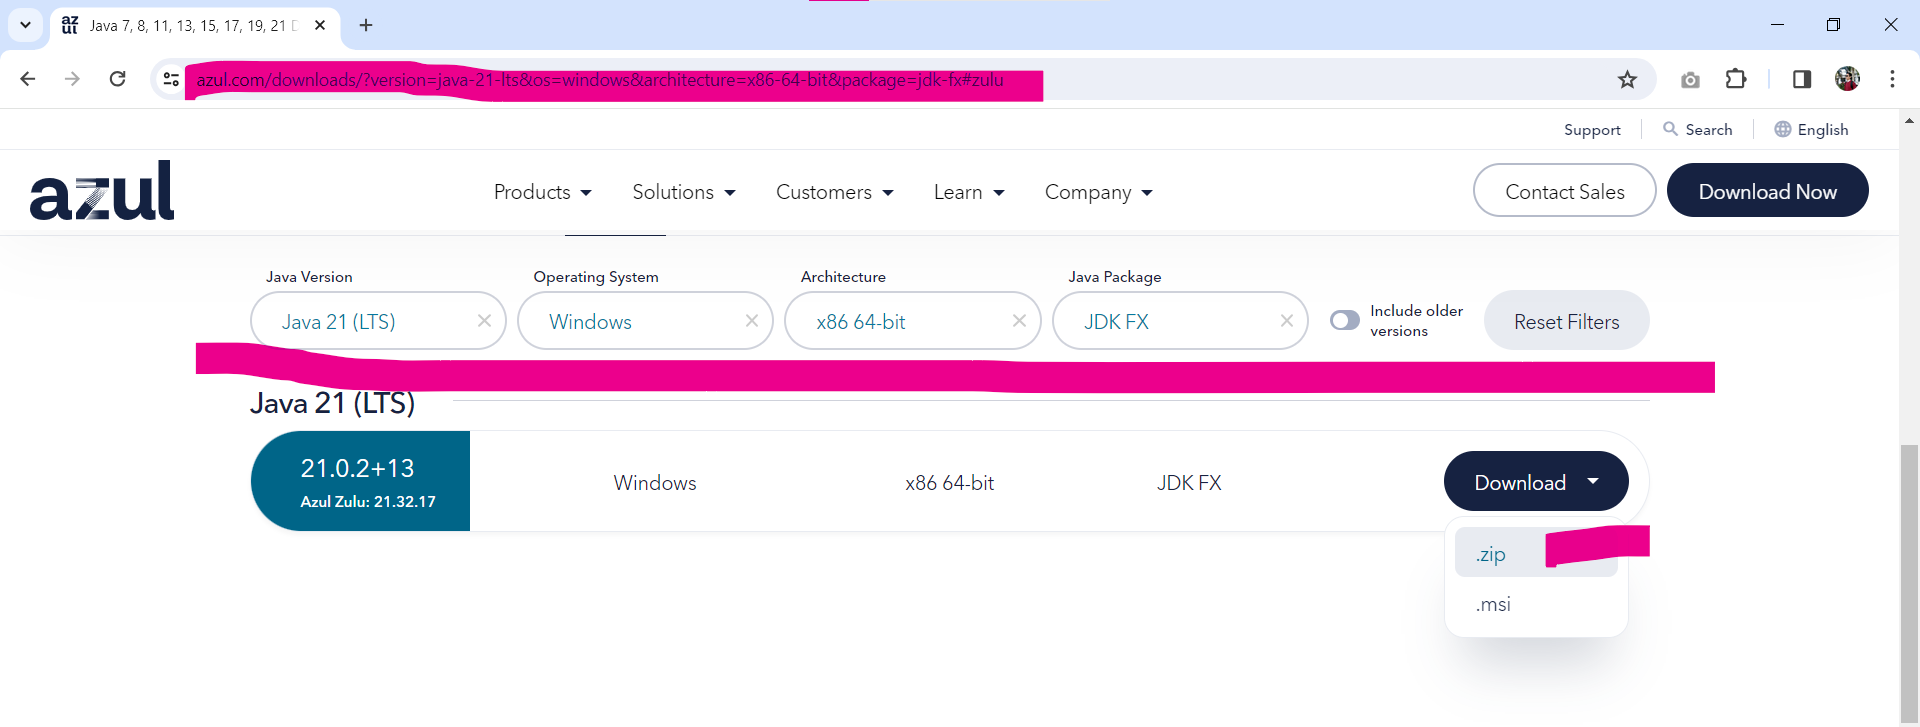 Java 7, 8, 11, 13, 15, 17, 19, 21 D
azul.com/downloads/?version=java-21-lts&os=windows&architecture=x86-64-bit&package=jdk-fx#zulu
Support Search English
azul Products Solutions Customers Learn Company Contact Sales Download Now
Java Version Operating System Architecture Java Package
Java 21 (LTS) Windows x86 64-bit JDK FX Include older versions Reset Filters
Java 21 (LTS)
21.0.2+13 Windows x86 64-bit JDK FX Download
Azul Zulu: 21.32.17
.zip
.msi